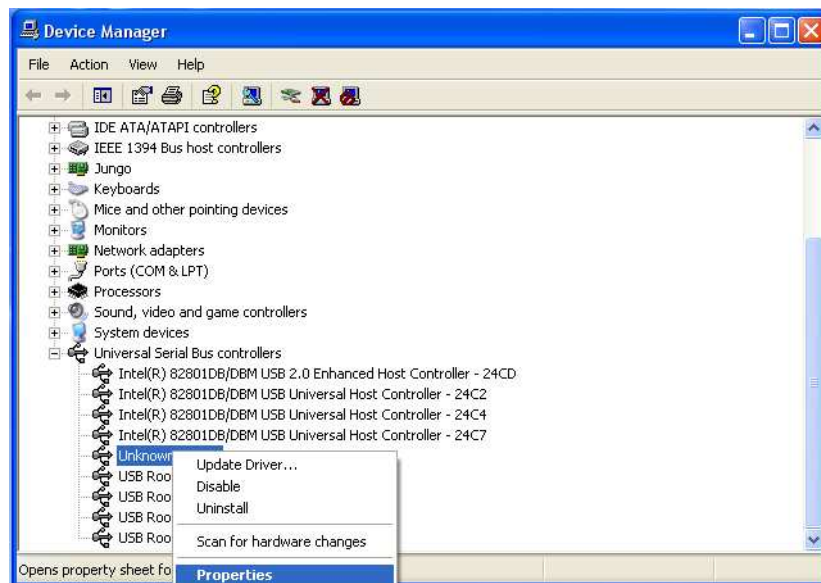 Device Manager
File Action View Help
IDE ATA/ATAPI controllers
IEEE 1394 Bus host controllers
Jungo
Keyboards
Mice and other pointing devices
Monitors
Network adapters
Ports (COM & LPT)
Processors
Sound, video and game controllers
System devices
Universal Serial Bus controllers
Intel(R) 82801DB/DBM USB 2.0 Enhanced Host Controller - 24CD
Intel(R) 82801DB/DBM USB Universal Host Controller - 24C2
Intel(R) 82801DB/DBM USB Universal Host Controller - 24C4
Intel(R) 82801DB/DBM USB Universal Host Controller - 24C7
Unknown
USB Roo
USB Roo
USB Roo
USB Roo
Update Driver...
Disable
Uninstall
Scan for hardware changes
Properties
Opens property sheet fo